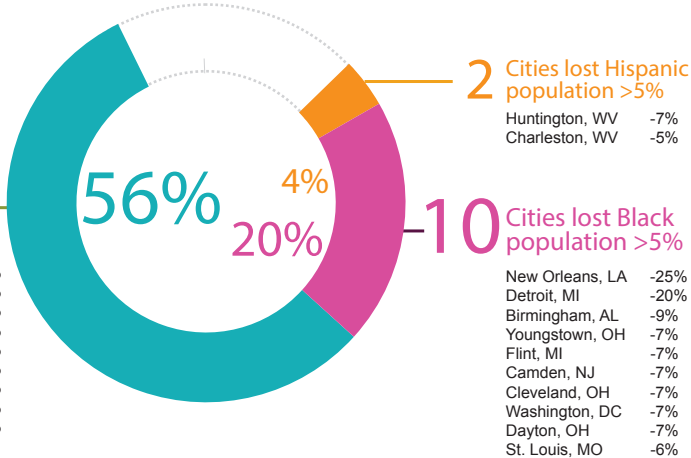 56%
4%
20%
2 Cities lost Hispanic
population >5%
Huntington, WV -7%
Charleston, WV -5%
10 Cities lost Black
population >5%
New Orleans, LA -25%
Detroit, MI -20%
Birmingham, AL -9%
Youngstown, OH -7%
Flint, MI -7%
Camden, NJ -7%
Cleveland, OH -7%
Washington, DC -7%
Dayton, OH -7%
St. Louis, MO -6%